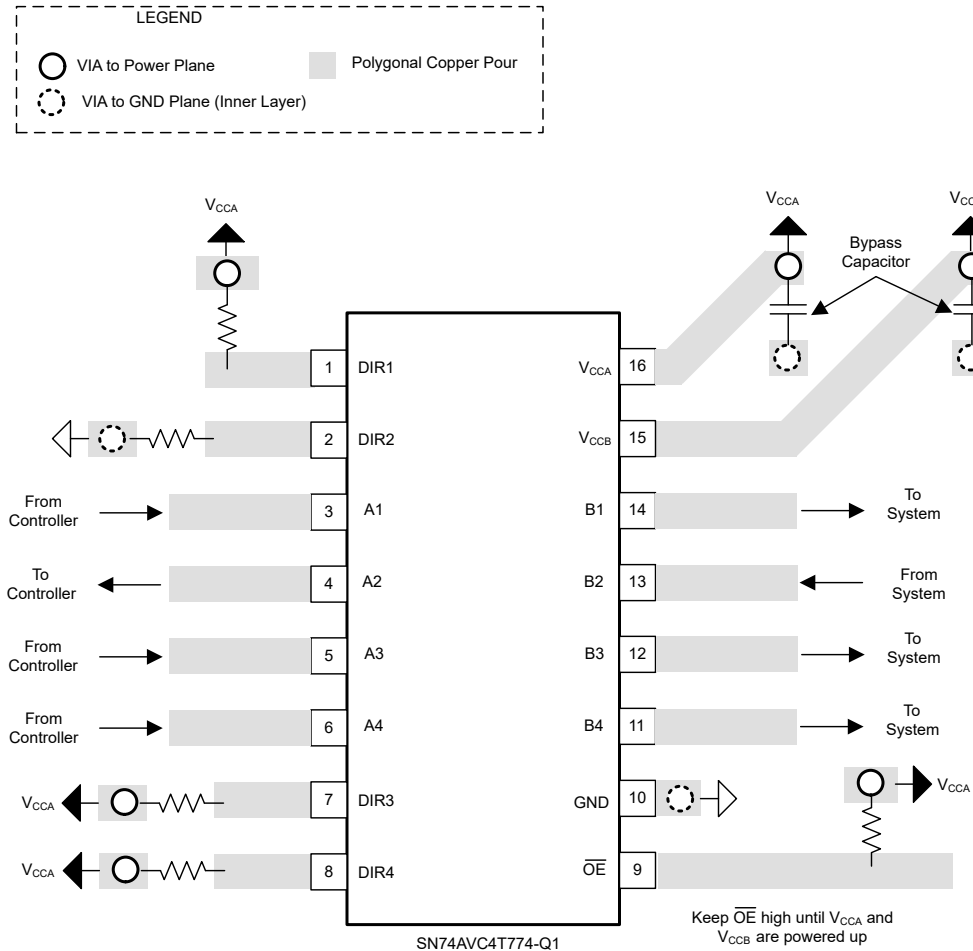 LEGEND
VIA to Power Plane
Polygonal Copper Pour
VIA to GND Plane (Inner Layer)
VCCA
VCCA
Bypass
Capacitor
1
DIR1
VCCA
16
2
DIR2
VCCB
15
From
Controller
3
A1
B1
14
To
System
To
Controller
4
A2
B2
13
From
System
From
Controller
5
A3
B3
12
To
System
From
Controller
6
A4
B4
11
To
System
VCCA
7
DIR3
GND
10
VCCA
VCCA
8
DIR4
OE
9
Keep OE high until VCCA and
VCCB are powered up
SN74AVC4T774-Q1